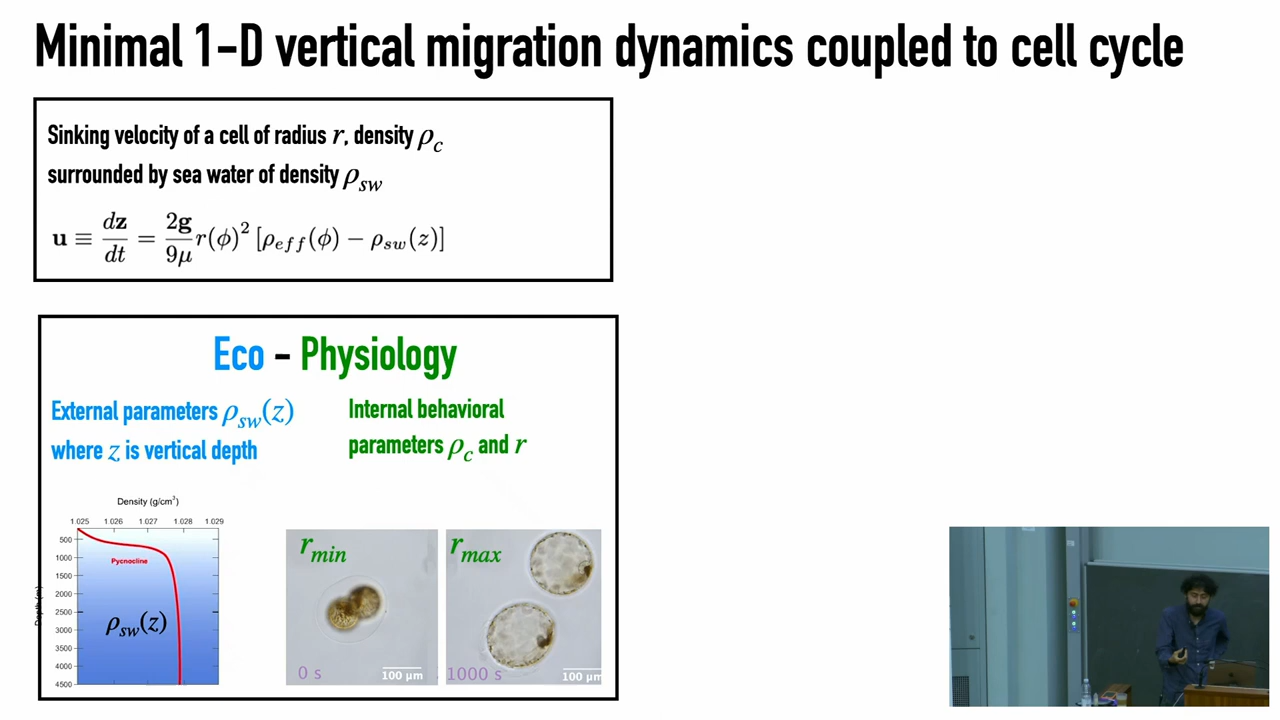 Minimal 1-D vertical migration dynamics coupled to cell cycle
Sinking velocity of a cell of radius r, density ρ_c
surrounded by sea water of density ρ_sw
u ≡ dz/dt = 2g/9μ r(ϕ)² [ρ_eff(ϕ) − ρ_sw(z)]
Eco - Physiology
External parameters ρ_sw(z)
where z is vertical depth
Internal behavioral
parameters ρ_c and r
Density (g/cm³)
1.025 1.026 1.027 1.028 1.029
500
1000
1500
2000
2500
3000
3500
4000
4500
Pycnocline
ρ_sw(z)
r_min
0 s
100 μm
r_max
1000 s
100 μm